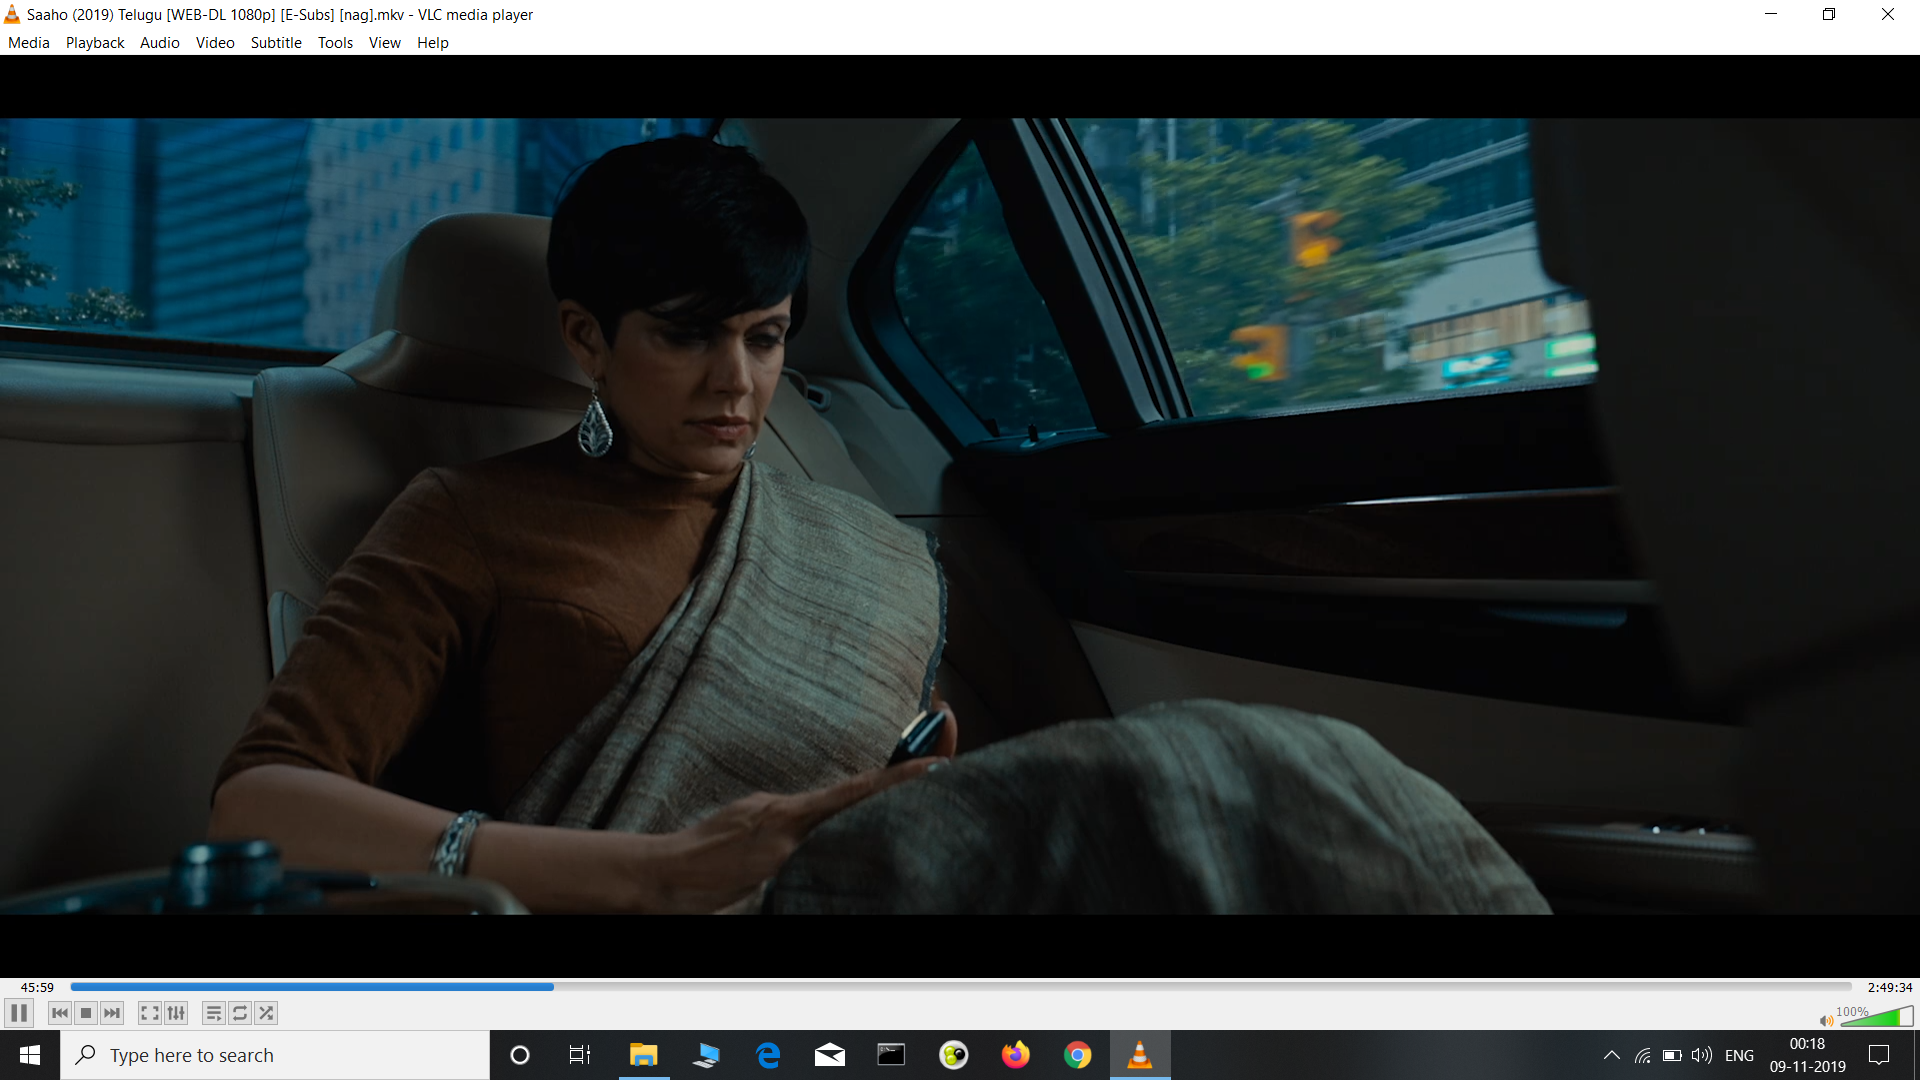 Saaho (2019) Telugu [WEB-DL 1080p] [E-Subs] [nag].mkv - VLC media player
Media Playback Audio Video Subtitle Tools View Help
45:59
2:49:34
100%
Type here to search
ENG
00:18
09-11-2019